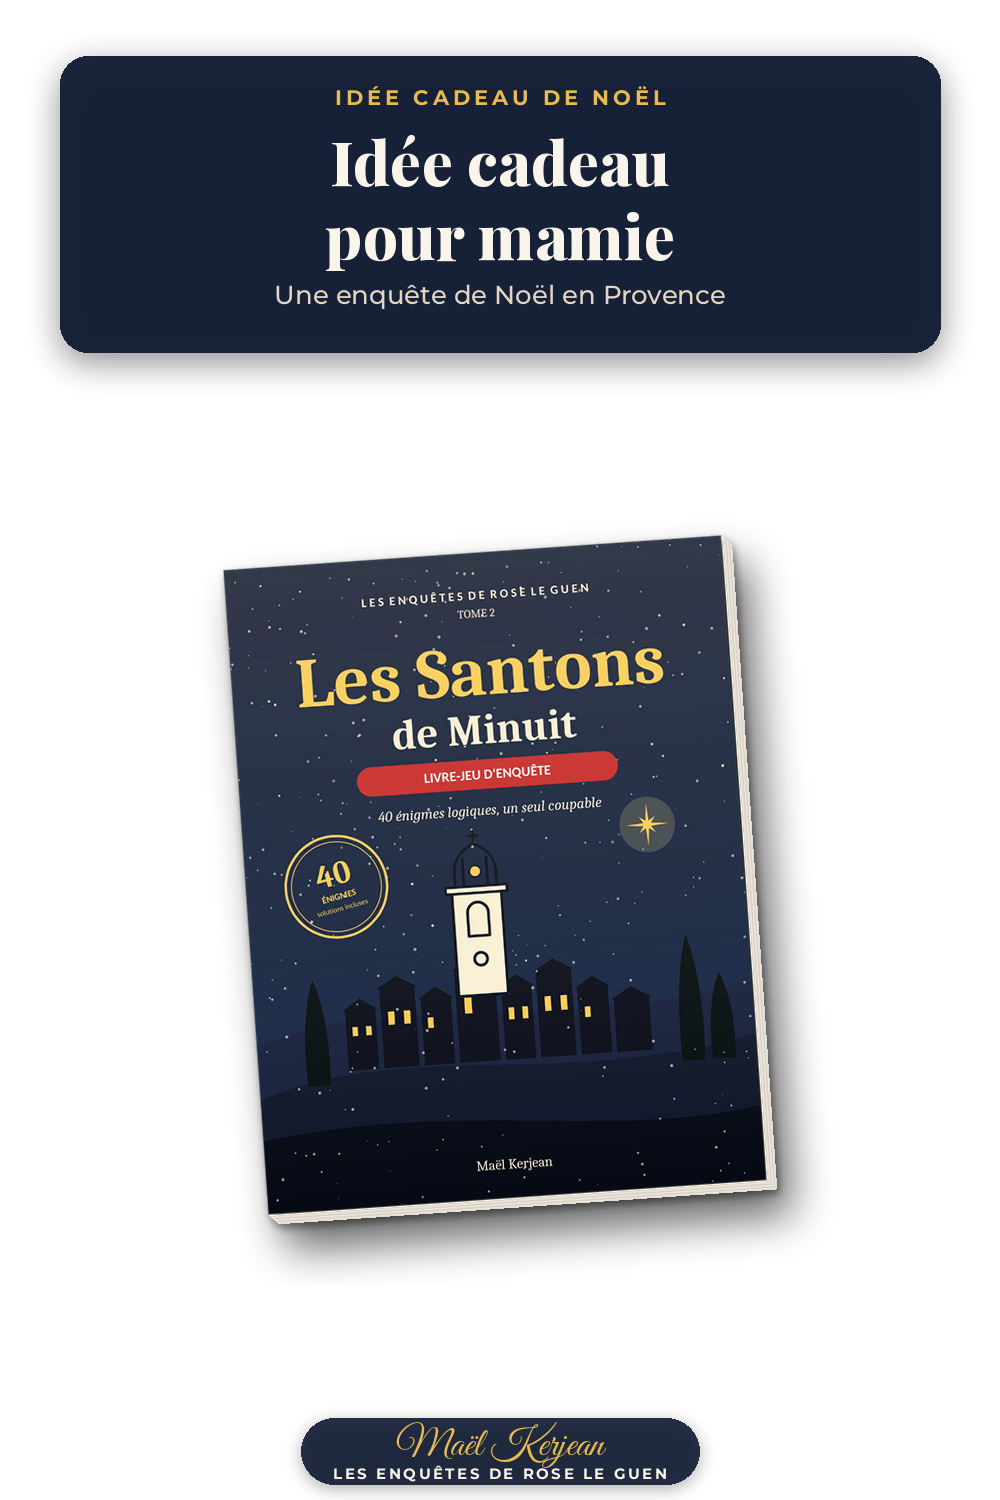 IDÉE CADEAU DE NOËL
Idée cadeau
pour mamie
Une enquête de Noël en Provence
LES ENQUÊTES DE ROSE LE GUEN
TOME 2
Les Santons
de Minuit
LIVRE-JEU D'ENQUÊTE
40 énigmes logiques, un seul coupable
40
ÉNIGMES
solutions incluses
Maël Kerjean
Maël Kerjean
LES ENQUÊTES DE ROSE LE GUEN